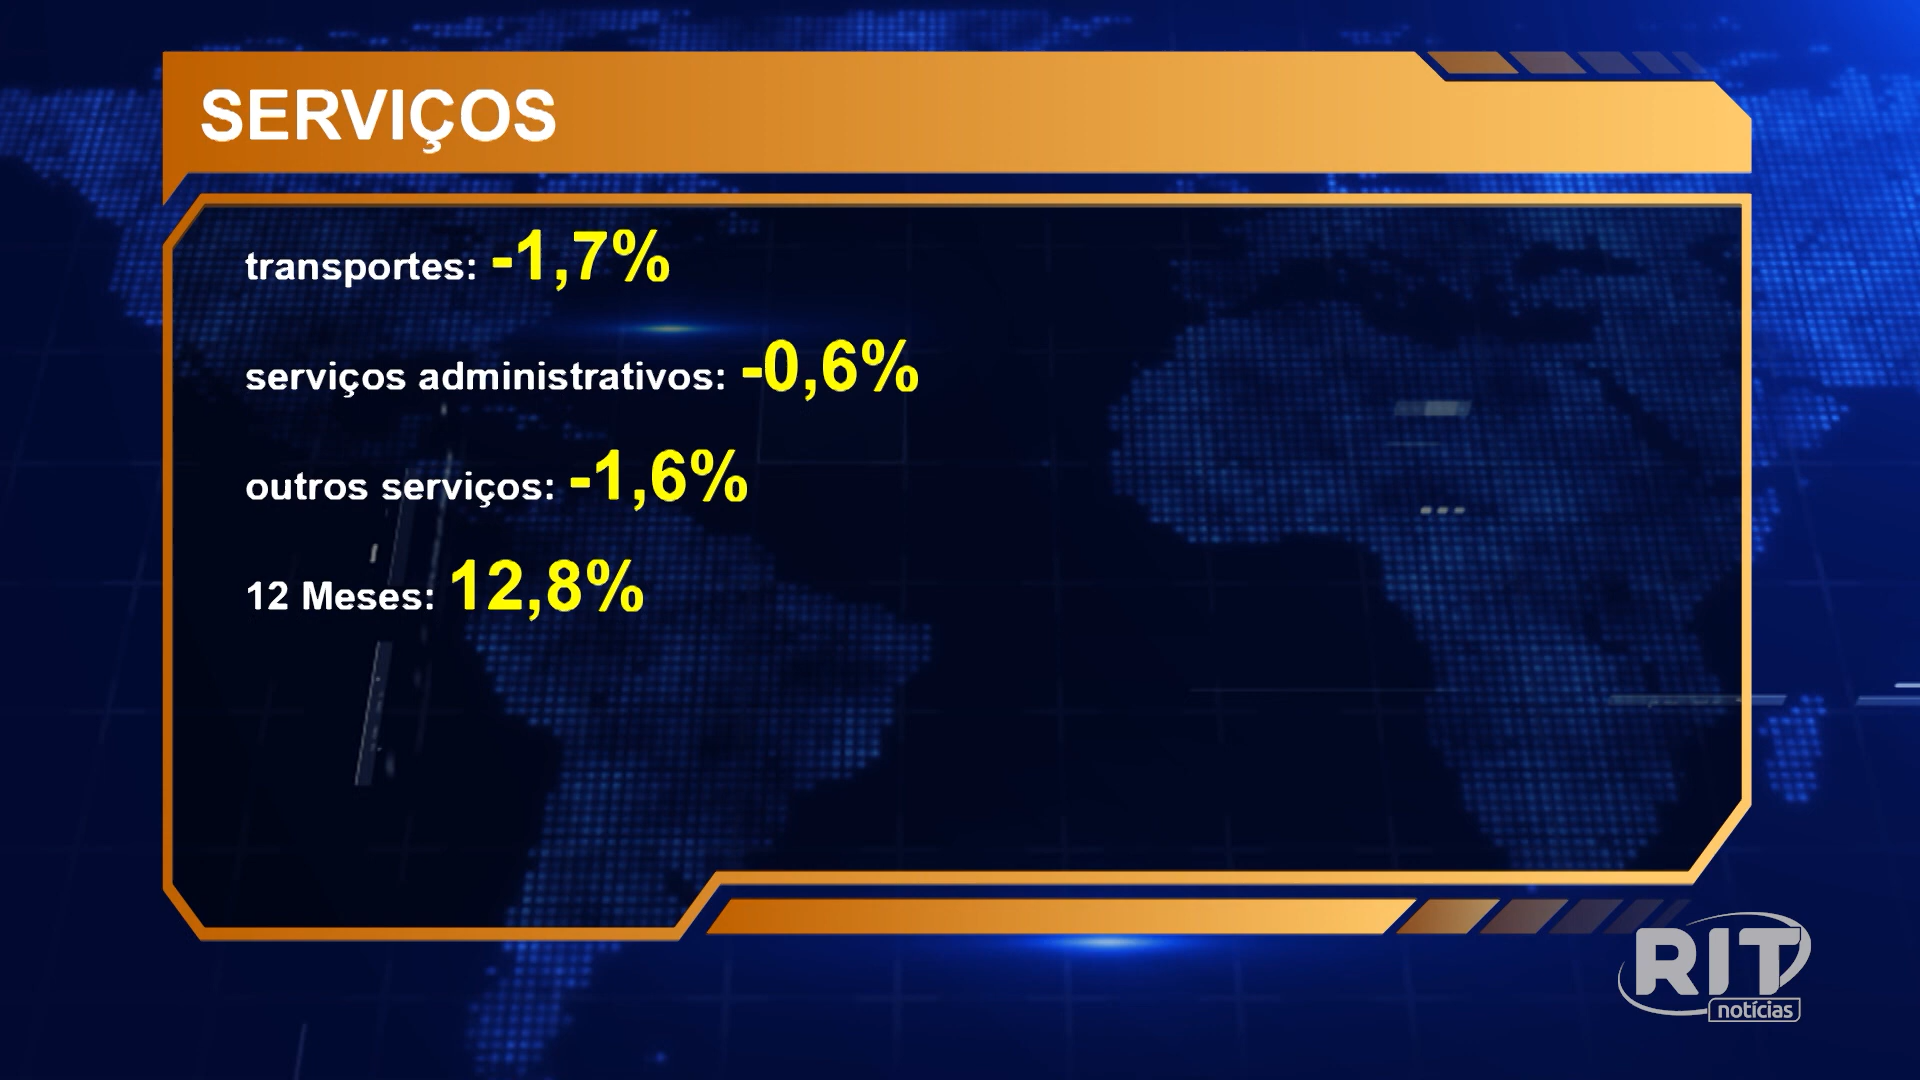 SERVIÇOS
transportes: -1,7%
serviços administrativos: -0,6%
outros serviços: -1,6%
12 Meses: 12,8%
RIT
notícias